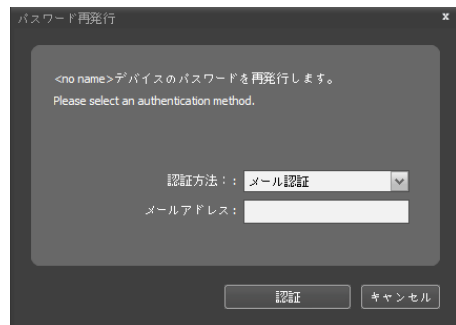 パスワード再発行 x
<no name>デバイスのパスワードを再発行します。
Please select an authentication method.
認証方法：: メール認証
メールアドレス:
認証 キャンセル